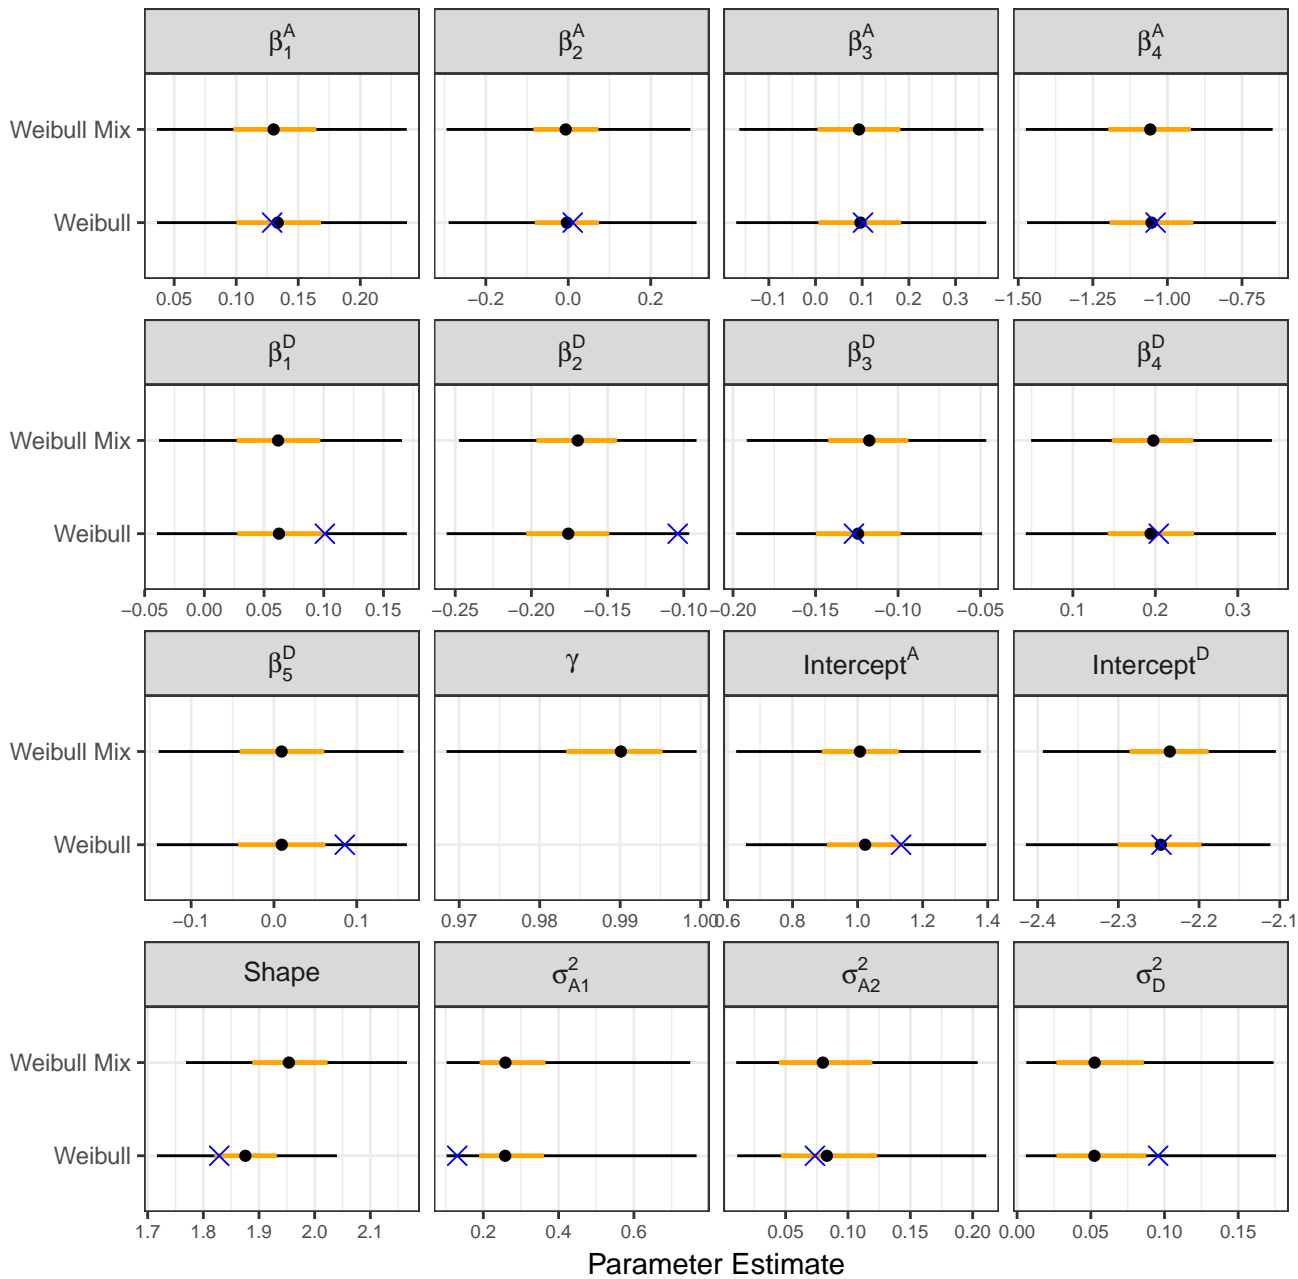 β₁ᴬ β₂ᴬ β₃ᴬ β₄ᴬ
Weibull Mix
Weibull
0.05 0.10 0.15 0.20 −0.2 0.0 0.2 −0.1 0.0 0.1 0.2 0.3 −1.50 −1.25 −1.00 −0.75
β₁ᴰ β₂ᴰ β₃ᴰ β₄ᴰ
Weibull Mix
Weibull
−0.05 0.00 0.05 0.10 0.15 −0.25 −0.20 −0.15 −0.10 −0.20 −0.15 −0.10 −0.05 0.1 0.2 0.3
β₅ᴰ γ Interceptᴬ Interceptᴰ
Weibull Mix
Weibull
−0.1 0.0 0.1 0.97 0.98 0.99 1.00 0.6 0.8 1.0 1.2 1.4 −2.4 −2.3 −2.2 −2.1
Shape σ²A1 σ²A2 σ²D
Weibull Mix
Weibull
1.7 1.8 1.9 2.0 2.1 0.2 0.4 0.6 0.05 0.10 0.15 0.20 0.00 0.05 0.10 0.15
Parameter Estimate